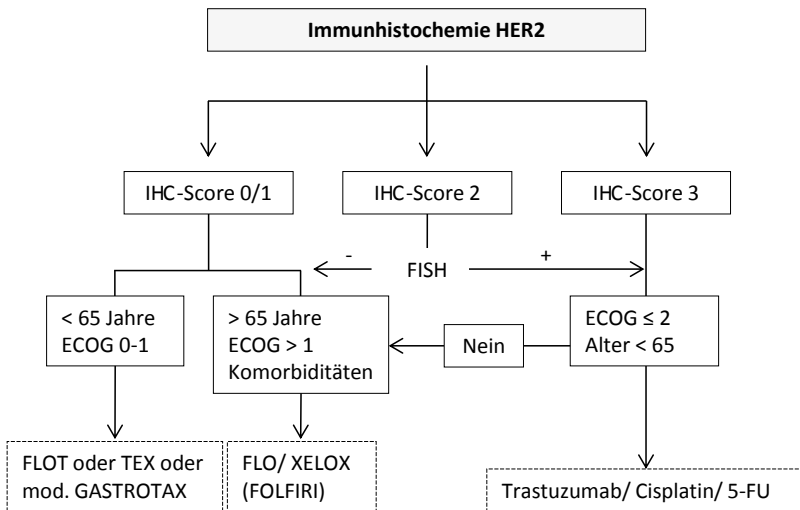 Immunhistochemie HER2
IHC-Score 0/1
IHC-Score 2
IHC-Score 3
-
FISH
+
< 65 Jahre
ECOG 0-1
> 65 Jahre
ECOG > 1
Komorbiditäten
Nein
ECOG ≤ 2
Alter < 65
FLOT oder TEX oder
mod. GASTROTAX
FLO/ XELOX
(FOLFIRI)
Trastuzumab/ Cisplatin/ 5-FU